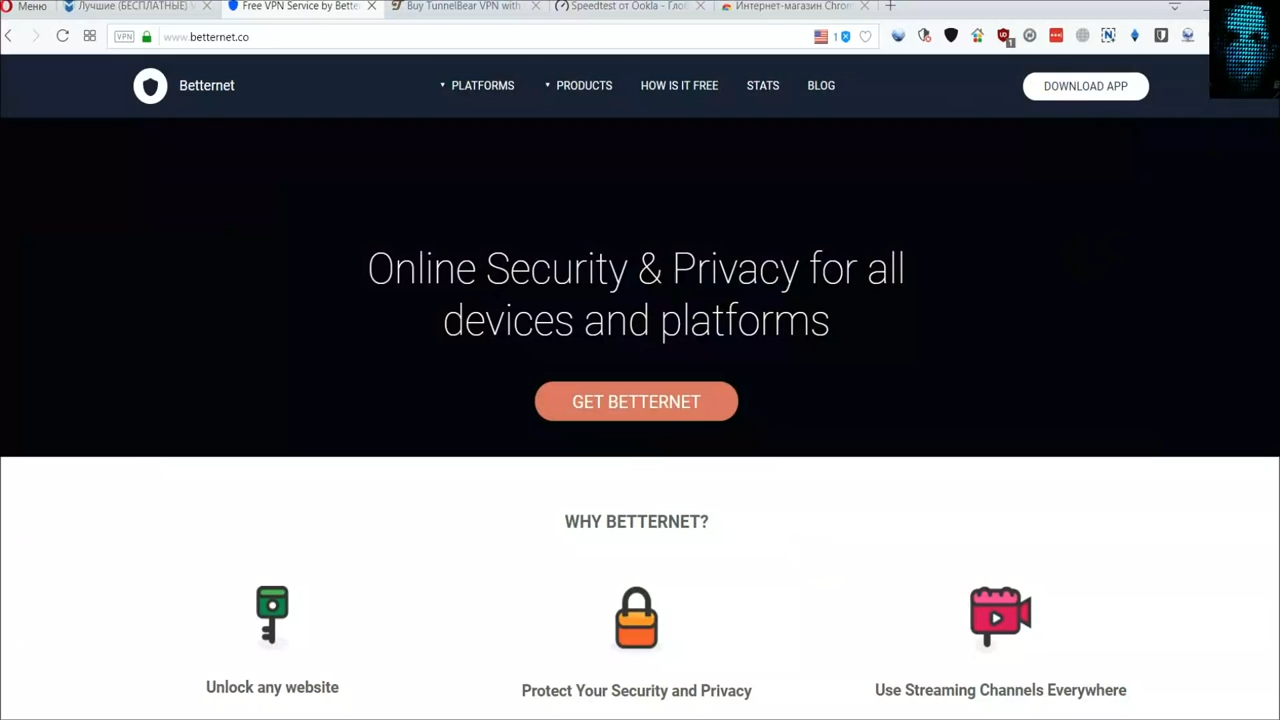 Меню
Лучшие (БЕСПЛАТНЫЕ) V
Free VPN Service by Bette
Buy TunnelBear VPN with
Speedtest от Ookla - Гло
Интернет-магазин Chrom
VPN
www.betternet.co
1
Betternet
PLATFORMS
PRODUCTS
HOW IS IT FREE
STATS
BLOG
DOWNLOAD APP
Online Security & Privacy for all
devices and platforms
GET BETTERNET
WHY BETTERNET?
Unlock any website
Protect Your Security and Privacy
Use Streaming Channels Everywhere